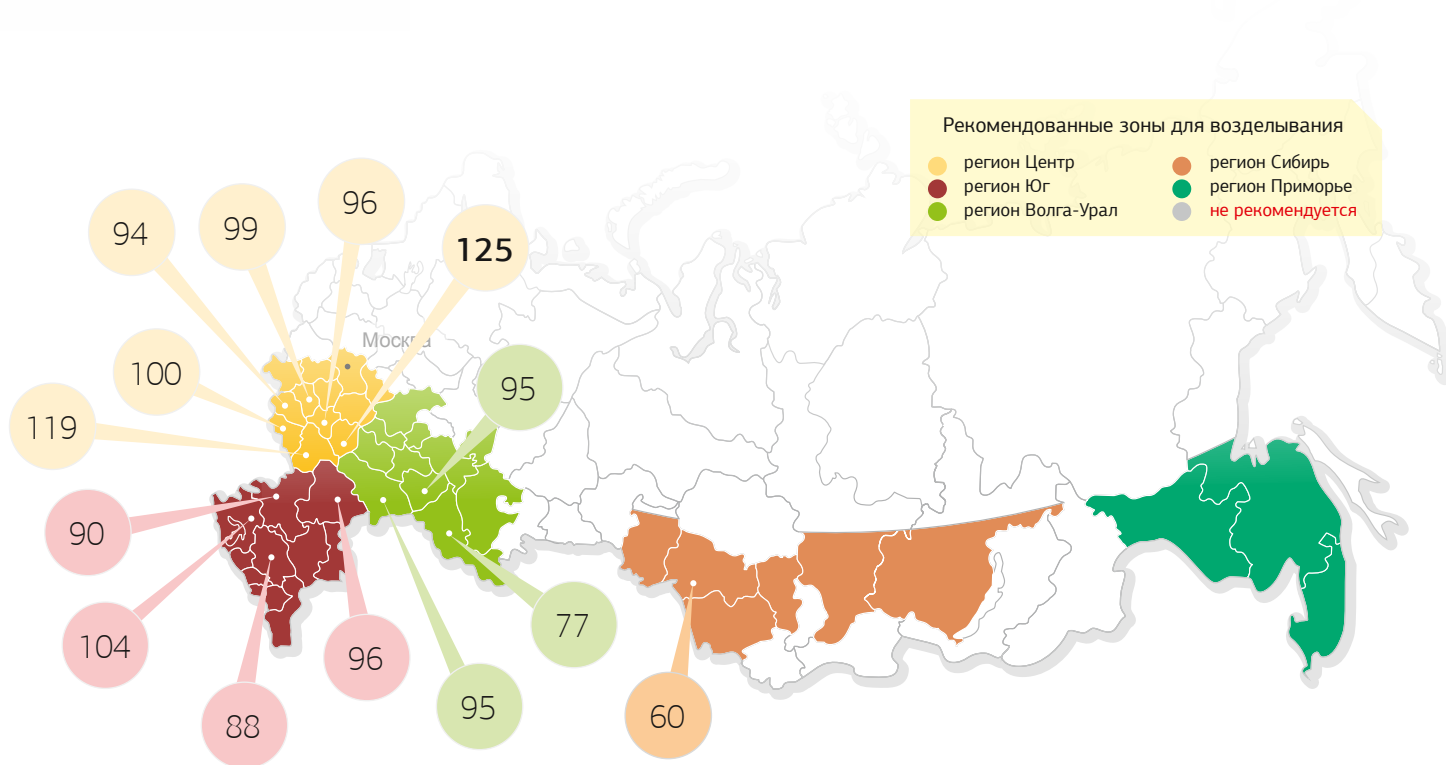 Рекомендованные зоны для возделывания
регион Центр
регион Юг
регион Волга-Урал
регион Сибирь
регион Приморье
не рекомендуется
96
99
94
125
Москва
100
95
119
90
77
104
96
95
88
60